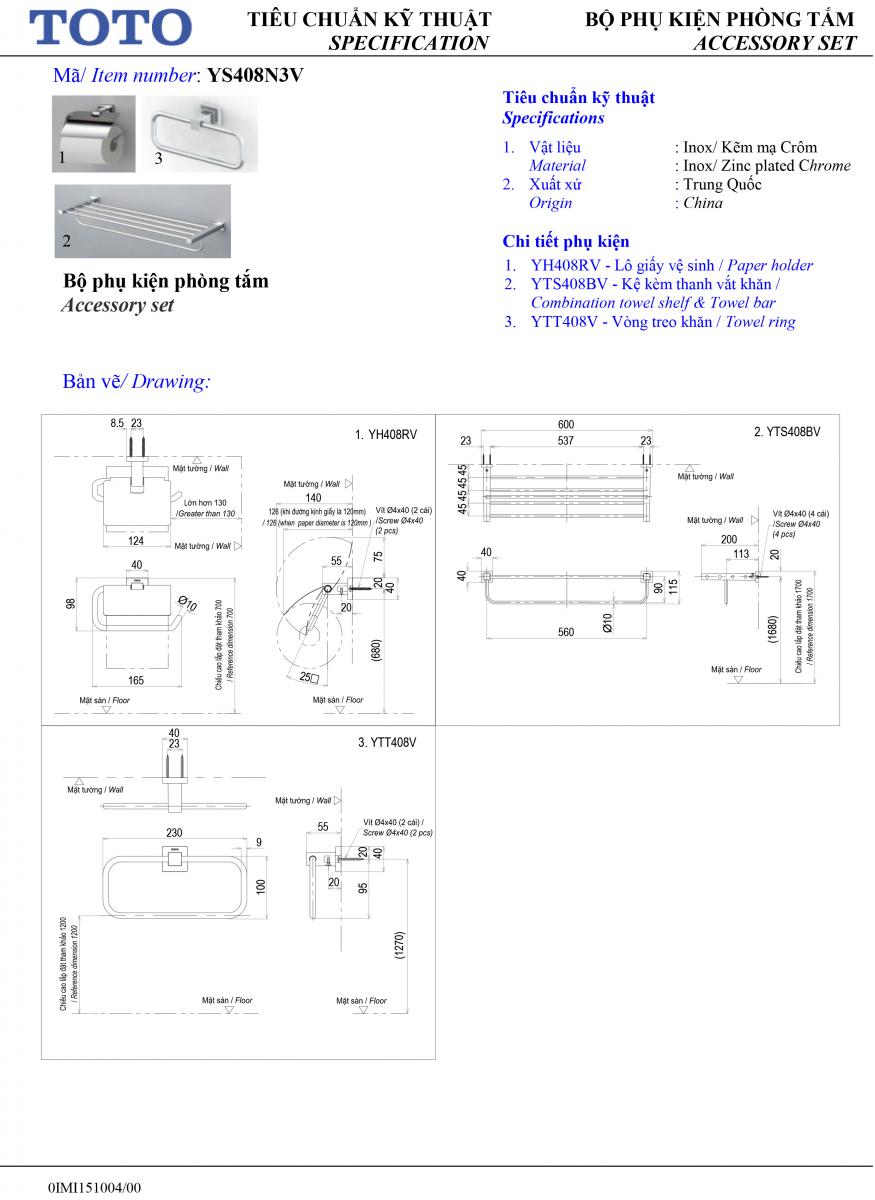 TOTO
TIÊU CHUẨN KỸ THUẬT
SPECIFICATION
BỘ PHỤ KIỆN PHÒNG TẮM
ACCESSORY SET
Mã/ Item number: YS408N3V
1
3
2
Bộ phụ kiện phòng tắm
Accessory set
Tiêu chuẩn kỹ thuật
Specifications
1. Vật liệu : Inox/ Kẽm mạ Crôm
Material : Inox/ Zinc plated Chrome
2. Xuất xứ : Trung Quốc
Origin : China
Chi tiết phụ kiện
1. YH408RV - Lô giấy vệ sinh / Paper holder
2. YTS408BV - Kệ kèm thanh vắt khăn /
Combination towel shelf & Towel bar
3. YTT408V - Vòng treo khăn / Towel ring
Bản vẽ/ Drawing:
1. YH408RV
8.5 23
Mặt tường / Wall
Lớn hơn 130
/Greater than 130
124
Mặt tường / Wall
40
98
Ø10
165
Chiều cao lắp đặt tham khảo 700
/ Reference dimension 700
Mặt sàn / Floor
Mặt tường / Wall
140
126 (khi đường kính giấy là 120mm)
/ 126 (when paper diameter is 120mm )
Vít Ø4x40 (2 cái)
/Screw Ø4x40
(2 pcs)
55
75
20
40
20
(680)
25
Mặt sàn / Floor
2. YTS408BV
600
23
537
23
45 45 45 45
Mặt tường / Wall
40
40
90
115
Ø10
560
Mặt tường / Wall
Vít Ø4x40 (4 cái)
/Screw Ø4x40
(4 pcs)
200
113
20
(1680)
Chiều cao lắp đặt tham khảo 1700
/ Reference dimension 1700
Mặt sàn / Floor
3. YTT408V
40
23
Mặt tường / Wall
230
9
100
Chiều cao lắp đặt tham khảo 1200
/ Reference dimension 1200
Mặt sàn / Floor
Mặt tường / Wall
Vít Ø4x40 (2 cái) /
Screw Ø4x40 (2 pcs)
55
20
40
20
95
(1270)
Mặt sàn / Floor
0IMI151004/00